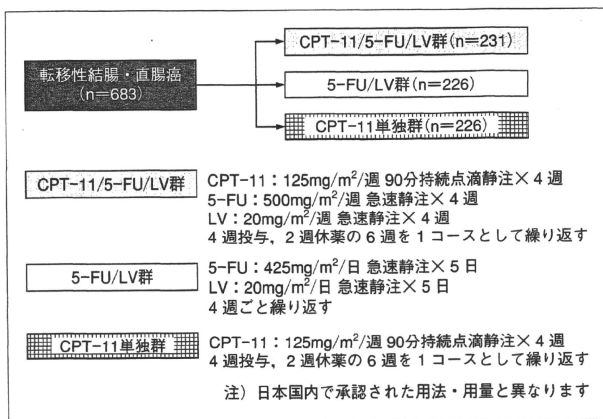 転移性結腸・直腸癌
(n=683)
CPT-11/5-FU/LV群(n=231)
5-FU/LV群(n=226)
CPT-11単独群(n=226)
CPT-11/5-FU/LV群
CPT-11：125mg/m²/週 90分持続点滴静注×4週
5-FU：500mg/m²/週 急速静注×4週
LV：20mg/m²/週 急速静注×4週
4週投与，2週休薬の6週を1コースとして繰り返す
5-FU/LV群
5-FU：425mg/m²/日 急速静注×5日
LV：20mg/m²/日 急速静注×5日
4週ごと繰り返す
CPT-11単独群
CPT-11：125mg/m²/週 90分持続点滴静注×4週
4週投与，2週休薬の6週を1コースとして繰り返す
注）日本国内で承認された用法・用量と異なります